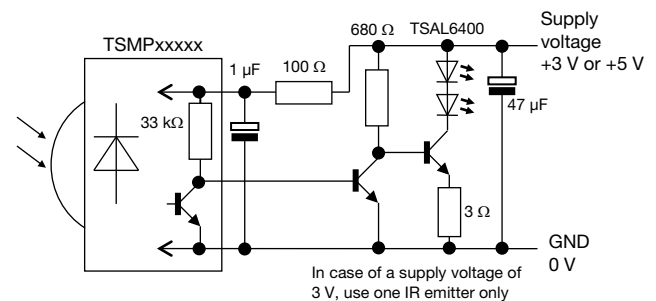 TSMPxxxxx
680 Ω
TSAL6400
Supply
voltage
+3 V or +5 V
1 µF
100 Ω
47 µF
33 kΩ
3 Ω
GND
0 V
In case of a supply voltage of
3 V, use one IR emitter only